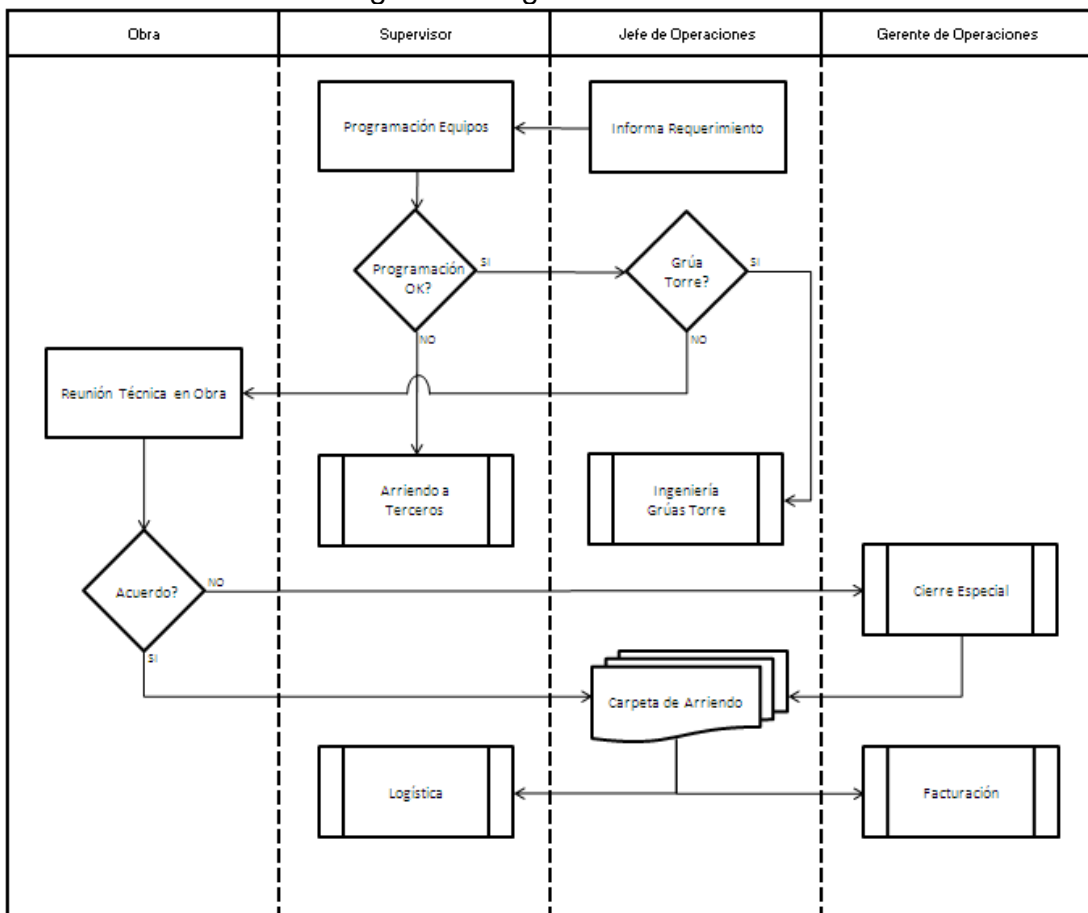 Obra
Supervisor
Jefe de Operaciones
Gerente de Operaciones
Programación Equipos
Informa Requerimiento
Programación
OK?
SI
Grúa
Torre?
SI
NO
NO
Reunión Técnica en Obra
Arriendo a
Terceros
Ingeniería
Grúas Torre
Acuerdo?
NO
Cierre Especial
SI
Carpeta de Arriendo
Logística
Facturación